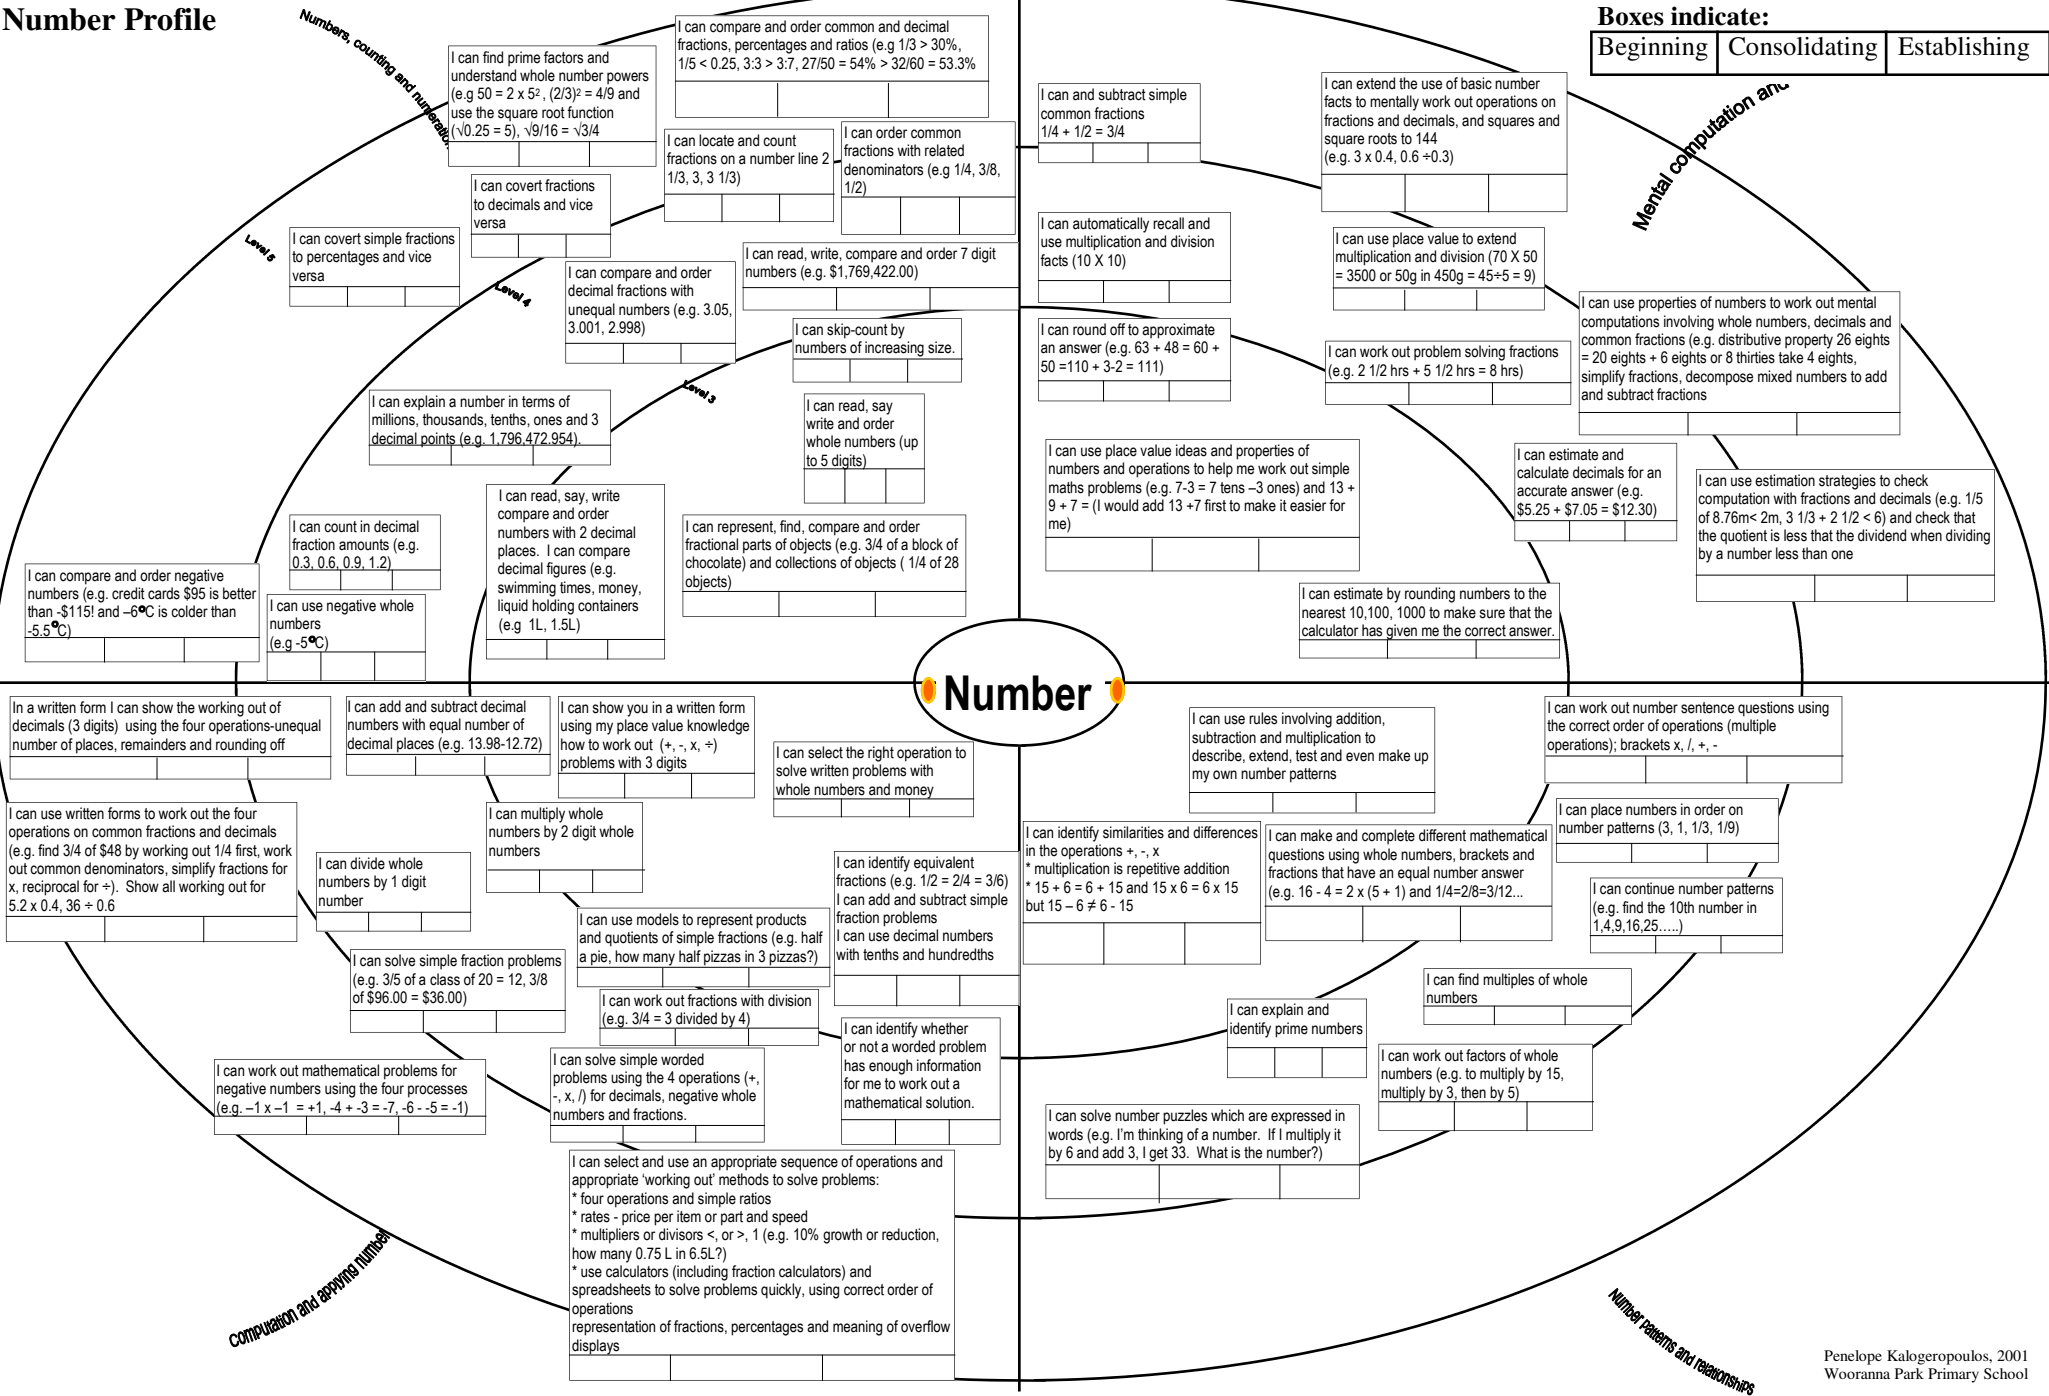 Number Profile
Boxes indicate:
Beginning Consolidating Establishing
Numbers, counting and numeration
I can find prime factors and
understand whole number powers
(e.g 50 = 2 x 5², (2/3)² = 4/9 and
use the square root function
(√0.25 = 5), √9/16 = √3/4
I can compare and order common and decimal
fractions, percentages and ratios (e.g 1/3 > 30%,
1/5 < 0.25, 3:3 > 3:7, 27/50 = 54% > 32/60 = 53.3%
I can locate and count
fractions on a number line 2
1/3, 3, 3 1/3)
I can order common
fractions with related
denominators (e.g 1/4, 3/8,
1/2)
I can covert fractions
to decimals and vice
versa
Level 5
I can covert simple fractions
to percentages and vice
versa
Level 4
I can compare and order
decimal fractions with
unequal numbers (e.g. 3.05,
3.001, 2.998)
I can read, write, compare and order 7 digit
numbers (e.g. $1,769,422.00)
I can skip-count by
numbers of increasing size.
Level 3
I can explain a number in terms of
millions, thousands, tenths, ones and 3
decimal points (e.g. 1,796,472.954).
I can read, say
write and order
whole numbers (up
to 5 digits)
I can read, say, write
compare and order
numbers with 2 decimal
places. I can compare
decimal figures (e.g.
swimming times, money,
liquid holding containers
(e.g 1L, 1.5L)
I can represent, find, compare and order
fractional parts of objects (e.g. 3/4 of a block of
chocolate) and collections of objects ( 1/4 of 28
objects)
I can count in decimal
fraction amounts (e.g.
0.3, 0.6, 0.9, 1.2)
I can compare and order negative
numbers (e.g. credit cards $95 is better
than -$115! and –6°C is colder than
-5.5°C)
I can use negative whole
numbers
(e.g -5°C)
Mental computation and
I can and subtract simple
common fractions
1/4 + 1/2 = 3/4
I can extend the use of basic number
facts to mentally work out operations on
fractions and decimals, and squares and
square roots to 144
(e.g. 3 x 0.4, 0.6 ÷0.3)
I can automatically recall and
use multiplication and division
facts (10 X 10)
I can use place value to extend
multiplication and division (70 X 50
= 3500 or 50g in 450g = 45÷5 = 9)
I can use properties of numbers to work out mental
computations involving whole numbers, decimals and
common fractions (e.g. distributive property 26 eights
= 20 eights + 6 eights or 8 thirties take 4 eights,
simplify fractions, decompose mixed numbers to add
and subtract fractions
I can round off to approximate
an answer (e.g. 63 + 48 = 60 +
50 =110 + 3-2 = 111)
I can work out problem solving fractions
(e.g. 2 1/2 hrs + 5 1/2 hrs = 8 hrs)
I can use place value ideas and properties of
numbers and operations to help me work out simple
maths problems (e.g. 7-3 = 7 tens –3 ones) and 13 +
9 + 7 = (I would add 13 +7 first to make it easier for
me)
I can estimate and
calculate decimals for an
accurate answer (e.g.
$5.25 + $7.05 = $12.30)
I can use estimation strategies to check
computation with fractions and decimals (e.g. 1/5
of 8.76m< 2m, 3 1/3 + 2 1/2 < 6) and check that
the quotient is less that the dividend when dividing
by a number less than one
I can estimate by rounding numbers to the
nearest 10,100, 1000 to make sure that the
calculator has given me the correct answer.
Number
In a written form I can show the working out of
decimals (3 digits) using the four operations-unequal
number of places, remainders and rounding off
I can add and subtract decimal
numbers with equal number of
decimal places (e.g. 13.98-12.72)
I can show you in a written form
using my place value knowledge
how to work out (+, -, x, ÷)
problems with 3 digits
I can select the right operation to
solve written problems with
whole numbers and money
I can use written forms to work out the four
operations on common fractions and decimals
(e.g. find 3/4 of $48 by working out 1/4 first, work
out common denominators, simplify fractions for
x, reciprocal for ÷). Show all working out for
5.2 x 0.4, 36 ÷ 0.6
I can multiply whole
numbers by 2 digit whole
numbers
I can divide whole
numbers by 1 digit
number
I can identify equivalent
fractions (e.g. 1/2 = 2/4 = 3/6)
I can add and subtract simple
fraction problems
I can use decimal numbers
with tenths and hundredths
I can use models to represent products
and quotients of simple fractions (e.g. half
a pie, how many half pizzas in 3 pizzas?)
I can solve simple fraction problems
(e.g. 3/5 of a class of 20 = 12, 3/8
of $96.00 = $36.00)
I can work out fractions with division
(e.g. 3/4 = 3 divided by 4)
I can identify whether
or not a worded problem
has enough information
for me to work out a
mathematical solution.
I can work out mathematical problems for
negative numbers using the four processes
(e.g. –1 x –1 = +1, -4 + -3 = -7, -6 - -5 = -1)
I can solve simple worded
problems using the 4 operations (+,
-, x, /) for decimals, negative whole
numbers and fractions.
I can select and use an appropriate sequence of operations and
appropriate ‘working out’ methods to solve problems:
* four operations and simple ratios
* rates - price per item or part and speed
* multipliers or divisors <, or >, 1 (e.g. 10% growth or reduction,
how many 0.75 L in 6.5L?)
* use calculators (including fraction calculators) and
spreadsheets to solve problems quickly, using correct order of
operations
representation of fractions, percentages and meaning of overflow
displays
Computation and applying number
I can use rules involving addition,
subtraction and multiplication to
describe, extend, test and even make up
my own number patterns
I can work out number sentence questions using
the correct order of operations (multiple
operations); brackets x, /, +, -
I can identify similarities and differences
in the operations +, -, x
* multiplication is repetitive addition
* 15 + 6 = 6 + 15 and 15 x 6 = 6 x 15
but 15 – 6 ≠ 6 - 15
I can make and complete different mathematical
questions using whole numbers, brackets and
fractions that have an equal number answer
(e.g. 16 - 4 = 2 x (5 + 1) and 1/4=2/8=3/12...
I can place numbers in order on
number patterns (3, 1, 1/3, 1/9)
I can continue number patterns
(e.g. find the 10th number in
1,4,9,16,25…..)
I can find multiples of whole
numbers
I can explain and
identify prime numbers
I can work out factors of whole
numbers (e.g. to multiply by 15,
multiply by 3, then by 5)
I can solve number puzzles which are expressed in
words (e.g. I’m thinking of a number. If I multiply it
by 6 and add 3, I get 33. What is the number?)
Number patterns and relationships
Penelope Kalogeropoulos, 2001
Wooranna Park Primary School